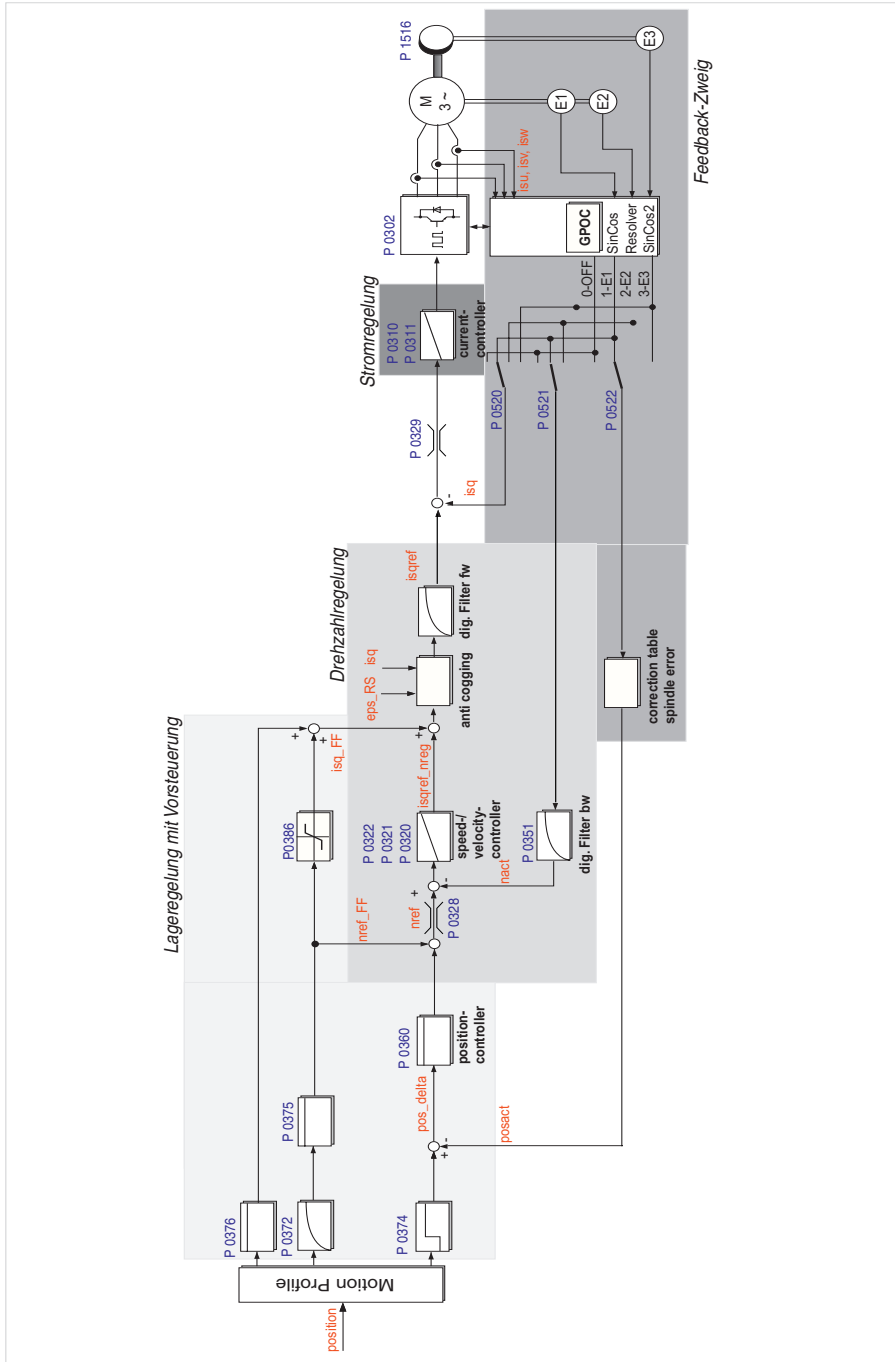 Lageregelung mit Vorsteuerung
Drehzahlregelung
Stromregelung
Feedback-Zweig
position
Motion Profile
P 0376
P 0372
P 0374
P 0375
+
-
pos_delta
posact
P 0360
position-
controller
nref_FF
nref
P 0328
+
-
nact
P0386
isq_FF
+
+
P 0322
P 0321
P 0320
speed-/
velocity-
controller
isqref_nreg
+
eps_RS
isq
anti cogging
isqref
dig. Filter fw
P 0351
dig. Filter bw
correction table
spindle error
-
isq
P 0329
P 0310
P 0311
current-
controller
P 0302
M
3 ~
P 1516
isu, isv, isw
E1
E2
E3
GPOC
SinCos
Resolver
SinCos2
0-OFF
1-E1
2-E2
3-E3
P 0520
P 0521
P 0522